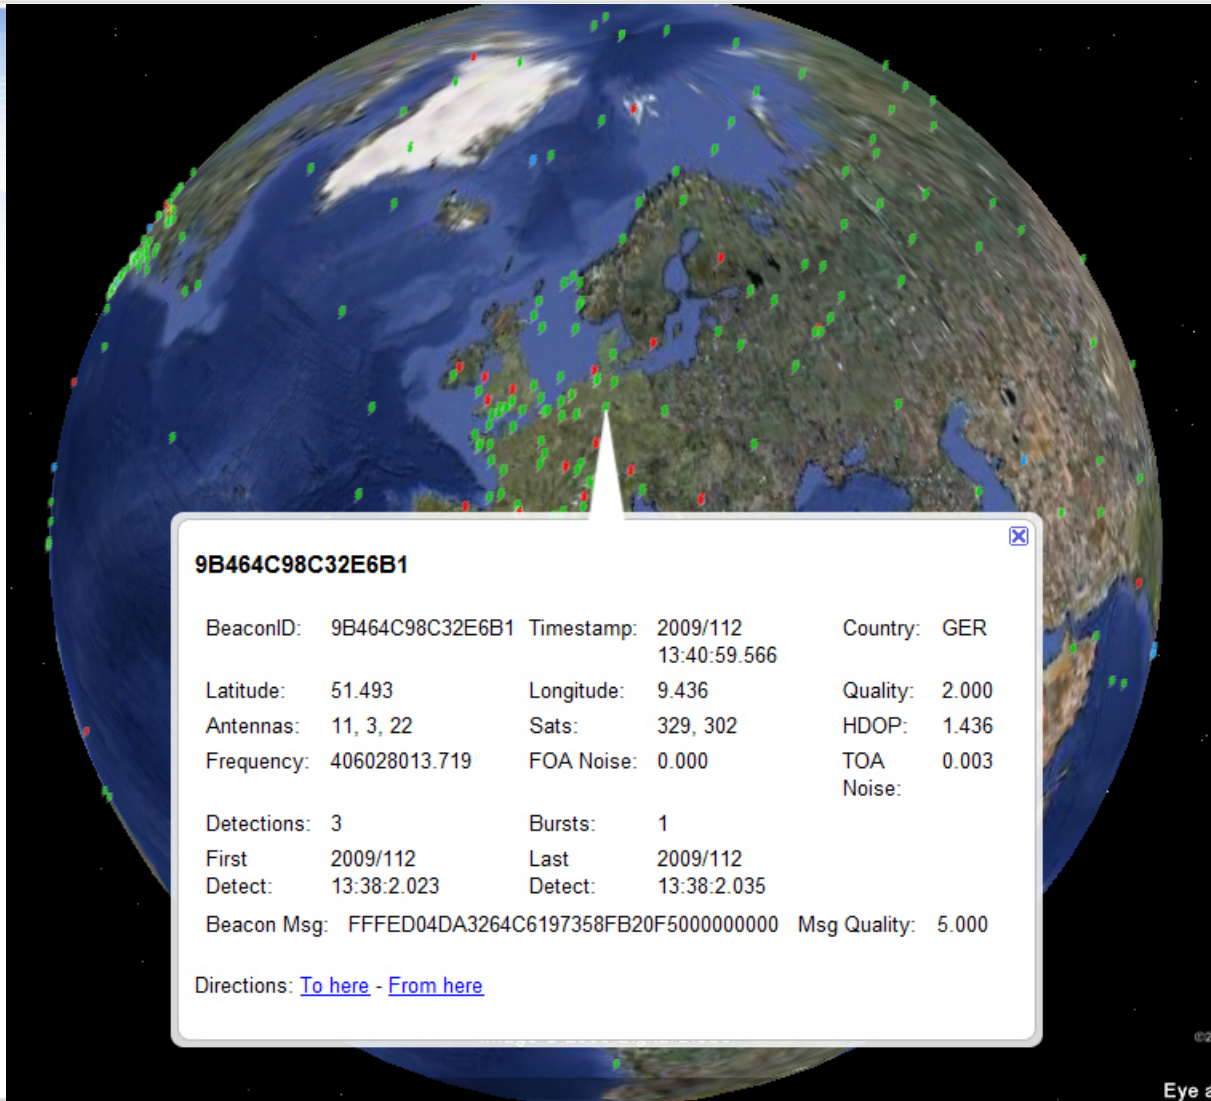 9B464C98C32E6B1
BeaconID: 9B464C98C32E6B1 Timestamp: 2009/112 13:40:59.566 Country: GER
Latitude: 51.493 Longitude: 9.436 Quality: 2.000
Antennas: 11, 3, 22 Sats: 329, 302 HDOP: 1.436
Frequency: 406028013.719 FOA Noise: 0.000 TOA Noise: 0.003
Detections: 3 Bursts: 1
First Detect: 2009/112 13:38:2.023 Last Detect: 2009/112 13:38:2.035
Beacon Msg: FFFED04DA3264C6197358FB20F5000000000 Msg Quality: 5.000
Directions: To here - From here
Eye a